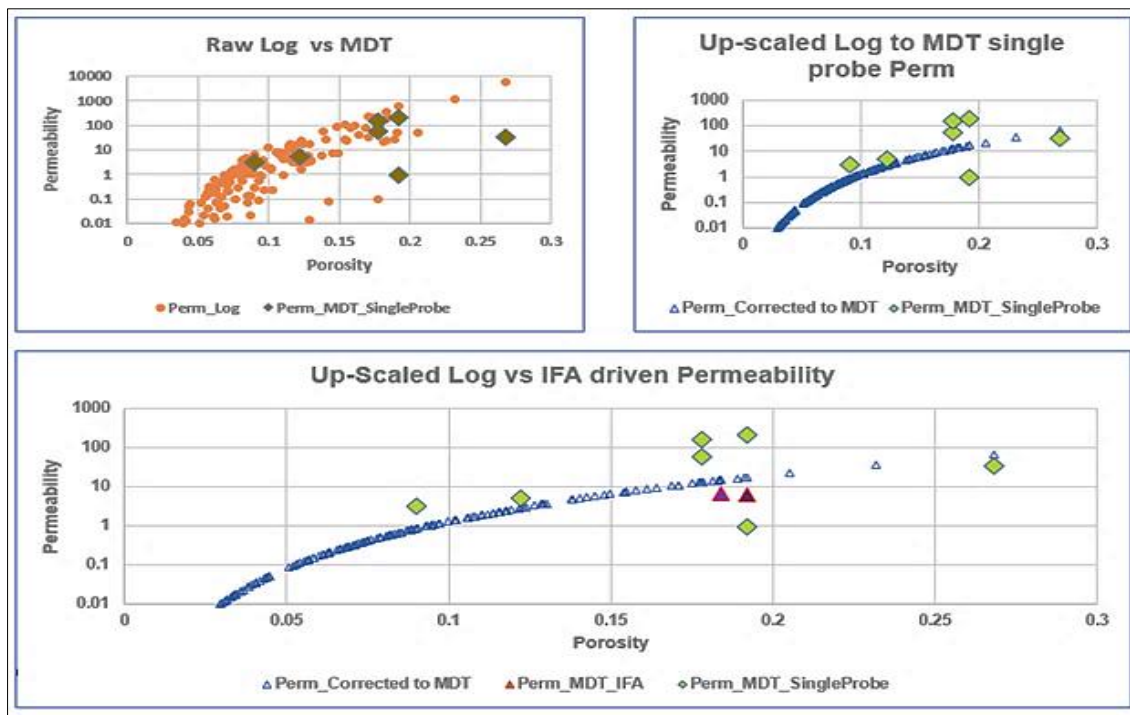 Raw Log vs MDT
Permeability
10000
1000
100
10
1
0.1
0.01
0 0.05 0.1 0.15 0.2 0.25 0.3
Porosity
Perm_Log Perm_MDT_SingleProbe
Up-scaled Log to MDT single
probe Perm
Permeability
1000
100
10
1
0.1
0.01
0 0.1 0.2 0.3
Porosity
Perm_Corrected to MDT Perm_MDT_SingleProbe
Up-Scaled Log vs IFA driven Permeability
Permeability
1000
100
10
1
0.1
0.01
0 0.05 0.1 0.15 0.2 0.25 0.3
Porosity
Perm_Corrected to MDT Perm_MDT_IFA Perm_MDT_SingleProbe